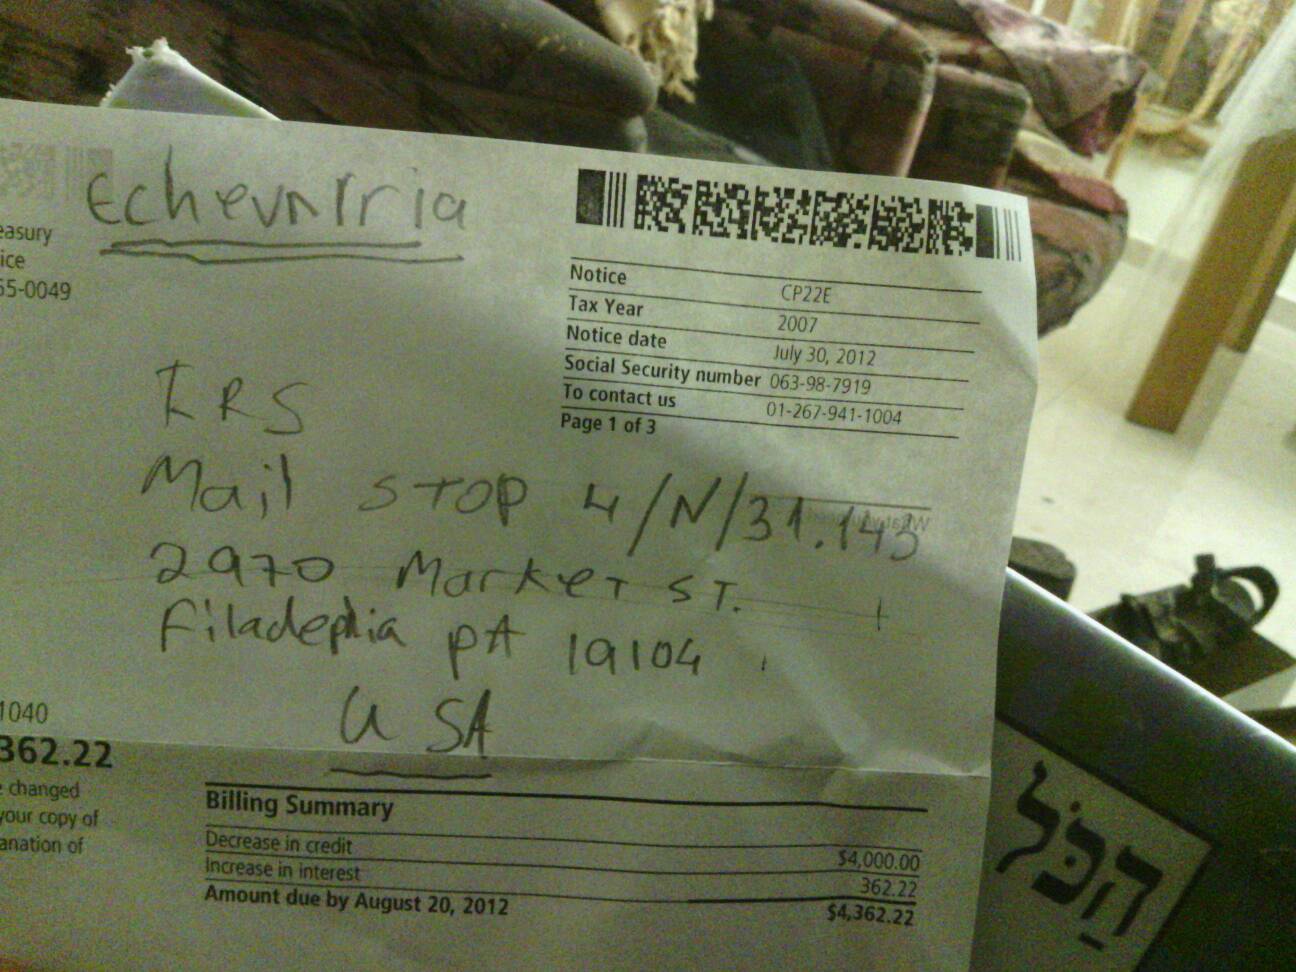 Echevnrria
easury
ice
55-0049
Notice CP22E
Tax Year 2007
Notice date July 30, 2012
Social Security number 063-98-7919
To contact us 01-267-941-1004
Page 1 of 3
IRS
Mail STOP 4/N/31.143
2970 Market ST.
Filadeplia PA 19104
USA
1040
362.22
changed
your copy of
anation of
Billing Summary
Decrease in credit $4,000.00
Increase in interest 362.22
Amount due by August 20, 2012 $4,362.22
הַכֹּל